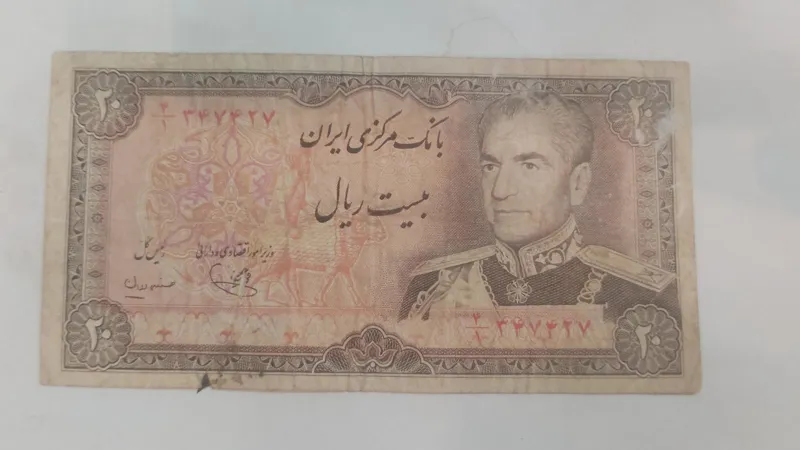 ۲۰
۲۰
۲/۱ ۳۴۷۴۲۷
بانک مرکزی ایران
بیست ریال
وزیر امور اقتصادی و دارائی
رئیس کل
۲/۱ ۳۴۷۴۲۷
۲۰
۲۰